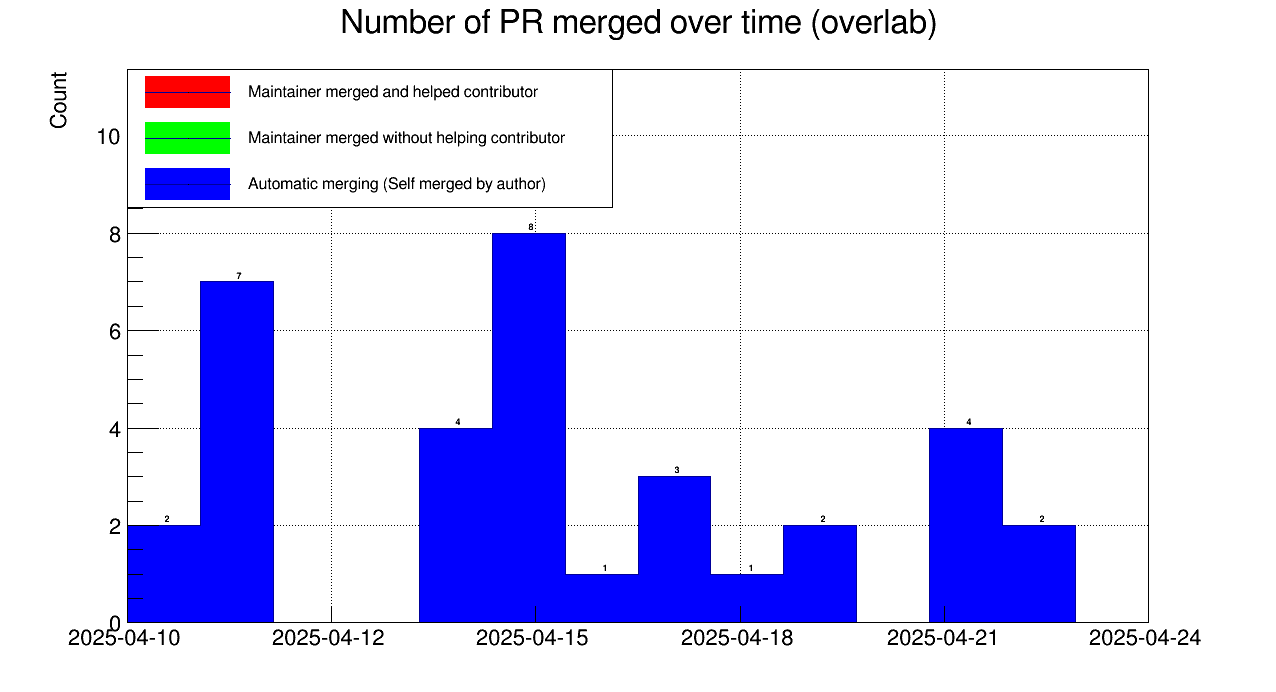 Number of PR merged over time (overlab)
Count
Maintainer merged and helped contributor
Maintainer merged without helping contributor
Automatic merging (Self merged by author)
10
8
6
4
2
0
2
7
4
8
1
3
1
2
4
2
2025-04-10 2025-04-12 2025-04-15 2025-04-18 2025-04-21 2025-04-24